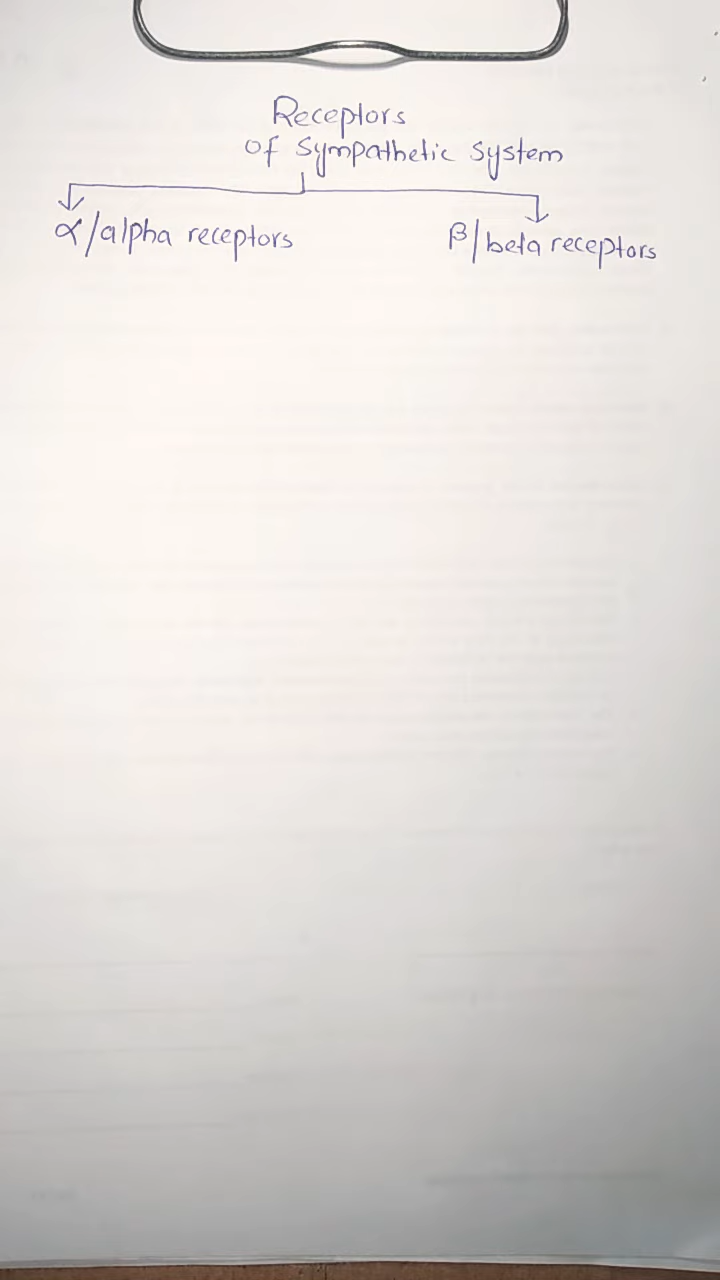 Receptors
of sympathetic system
α/alpha receptors
β/beta receptors